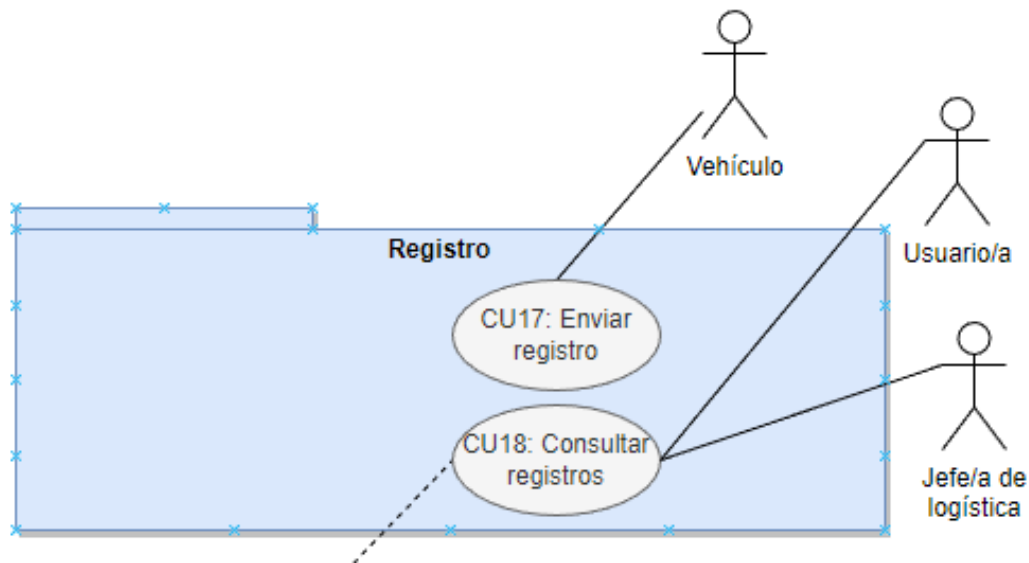 Vehículo
Usuario/a
Registro
CU17: Enviar
registro
CU18: Consultar
registros
Jefe/a de
logística